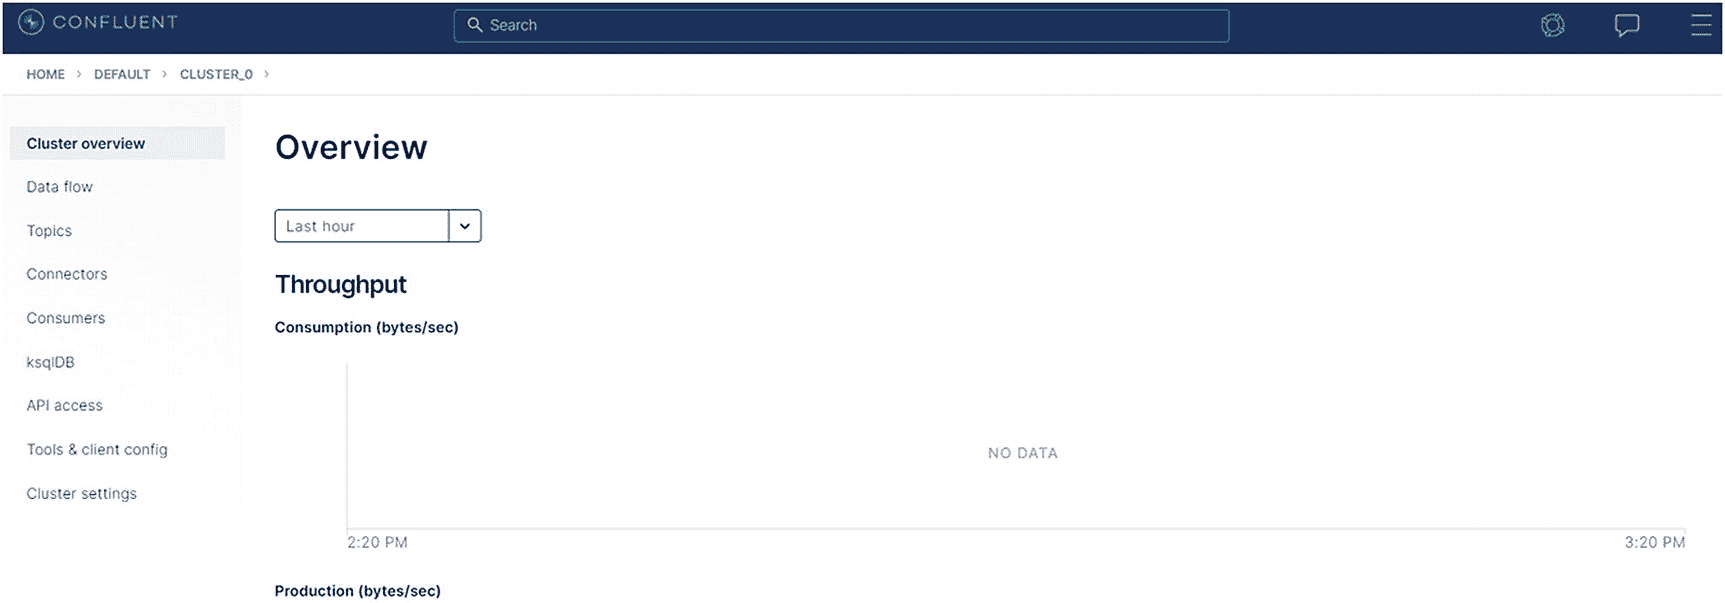 CONFLUENT
Search
HOME > DEFAULT > CLUSTER_0 >
Cluster overview
Data flow
Topics
Connectors
Consumers
ksqlDB
API access
Tools & client config
Cluster settings
Overview
Last hour
Throughput
Consumption (bytes/sec)
NO DATA
2:20 PM 3:20 PM
Production (bytes/sec)